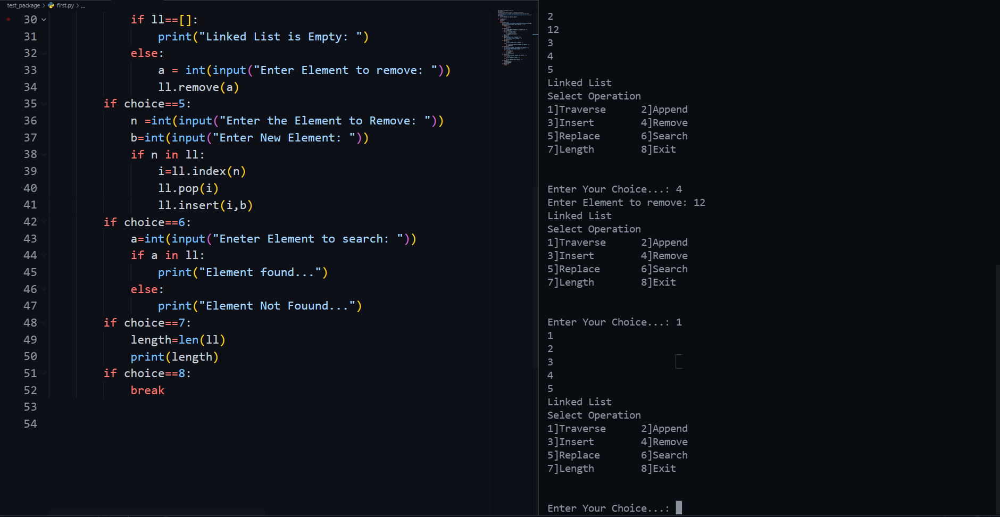 test_package > first.py > ...
30 if ll==[]:
31 print("Linked List is Empty: ")
32 else:
33 a = int(input("Enter Element to remove: "))
34 ll.remove(a)
35 if choice==5:
36 n =int(input("Enter the Element to Remove: "))
37 b=int(input("Enter New Element: "))
38 if n in ll:
39 i=ll.index(n)
40 ll.pop(i)
41 ll.insert(i,b)
42 if choice==6:
43 a=int(input("Eneter Element to search: "))
44 if a in ll:
45 print("Element found...")
46 else:
47 print("Element Not Fouund...")
48 if choice==7:
49 length=len(ll)
50 print(length)
51 if choice==8:
52 break
53
54
2
12
3
4
5
Linked List
Select Operation
1]Traverse 2]Append
3]Insert 4]Remove
5]Replace 6]Search
7]Length 8]Exit
Enter Your Choice...: 4
Enter Element to remove: 12
Linked List
Select Operation
1]Traverse 2]Append
3]Insert 4]Remove
5]Replace 6]Search
7]Length 8]Exit
Enter Your Choice...: 1
1
2
3
4
5
Linked List
Select Operation
1]Traverse 2]Append
3]Insert 4]Remove
5]Replace 6]Search
7]Length 8]Exit
Enter Your Choice...: